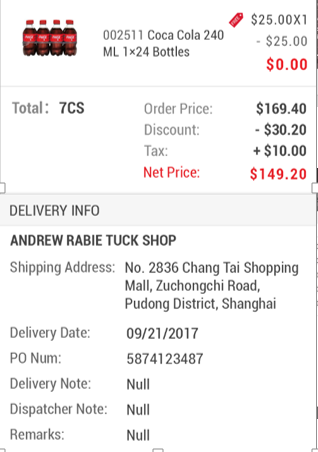 002511 Coca Cola 240 $25.00X1
ML 1×24 Bottles - $25.00
$0.00
Total: 7CS Order Price: $169.40
Discount: - $30.20
Tax: + $10.00
Net Price: $149.20
DELIVERY INFO
ANDREW RABIE TUCK SHOP
Shipping Address: No. 2836 Chang Tai Shopping
Mall, Zuchongchi Road,
Pudong District, Shanghai
Delivery Date: 09/21/2017
PO Num: 5874123487
Delivery Note: Null
Dispatcher Note: Null
Remarks: Null